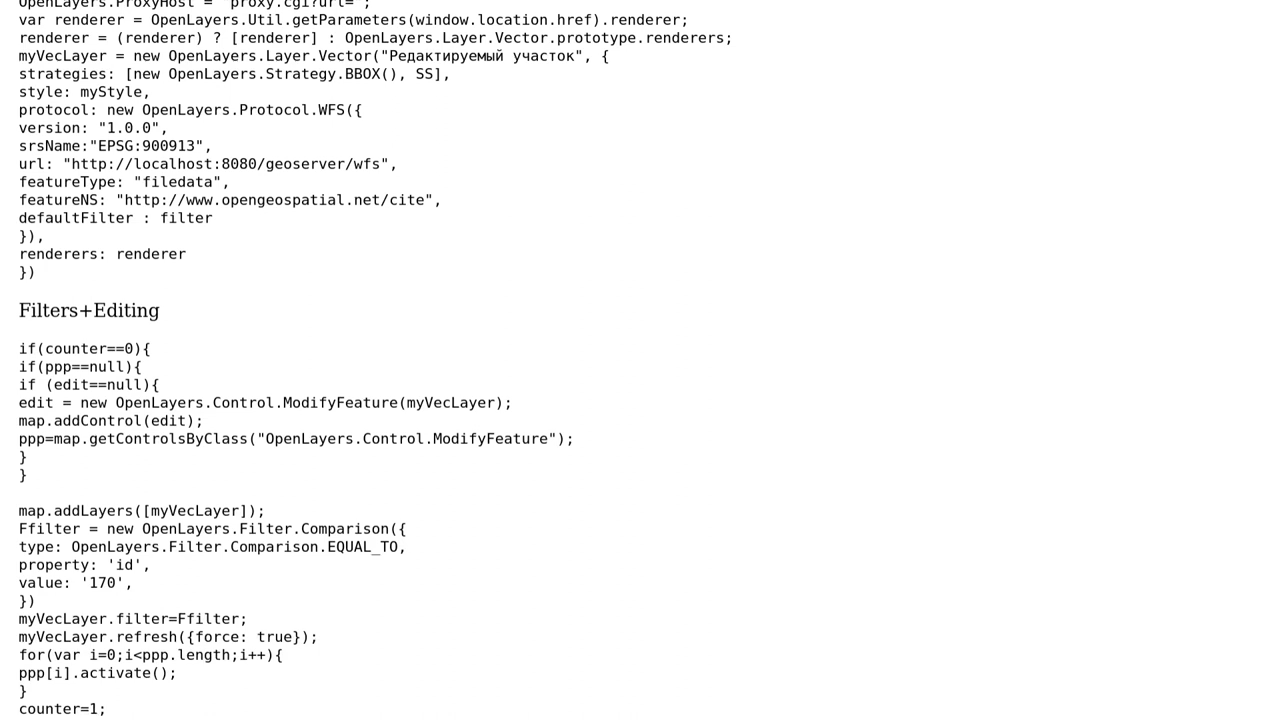 OpenLayers.ProxyHost = "proxy.cgi?url=";
var renderer = OpenLayers.Util.getParameters(window.location.href).renderer;
renderer = (renderer) ? [renderer] : OpenLayers.Layer.Vector.prototype.renderers;
myVecLayer = new OpenLayers.Layer.Vector("Редактируемый участок", {
strategies: [new OpenLayers.Strategy.BBOX(), SS],
style: myStyle,
protocol: new OpenLayers.Protocol.WFS({
version: "1.0.0",
srsName:"EPSG:900913",
url: "http://localhost:8080/geoserver/wfs",
featureType: "filedata",
featureNS: "http://www.opengeospatial.net/cite",
defaultFilter : filter
}),
renderers: renderer
})
Filters+Editing
if(counter==0){
if(ppp==null){
if (edit==null){
edit = new OpenLayers.Control.ModifyFeature(myVecLayer);
map.addControl(edit);
ppp=map.getControlsByClass("OpenLayers.Control.ModifyFeature");
}
}
map.addLayers([myVecLayer]);
Ffilter = new OpenLayers.Filter.Comparison({
type: OpenLayers.Filter.Comparison.EQUAL_TO,
property: 'id',
value: '170',
})
myVecLayer.filter=Ffilter;
myVecLayer.refresh({force: true});
for(var i=0;i<ppp.length;i++){
ppp[i].activate();
}
counter=1;